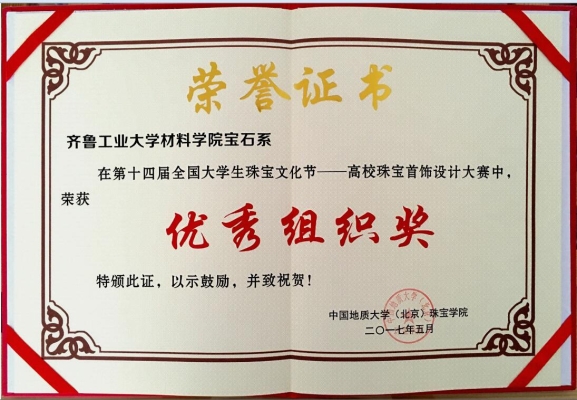 荣誉证书
齐鲁工业大学材料学院宝石系
在第十四届全国大学生珠宝文化节——高校珠宝首饰设计大赛中，
荣获
优秀组织奖
特颁此证，以示鼓励，并致祝贺！
中国地质大学（北京）珠宝学院
二〇一七年五月